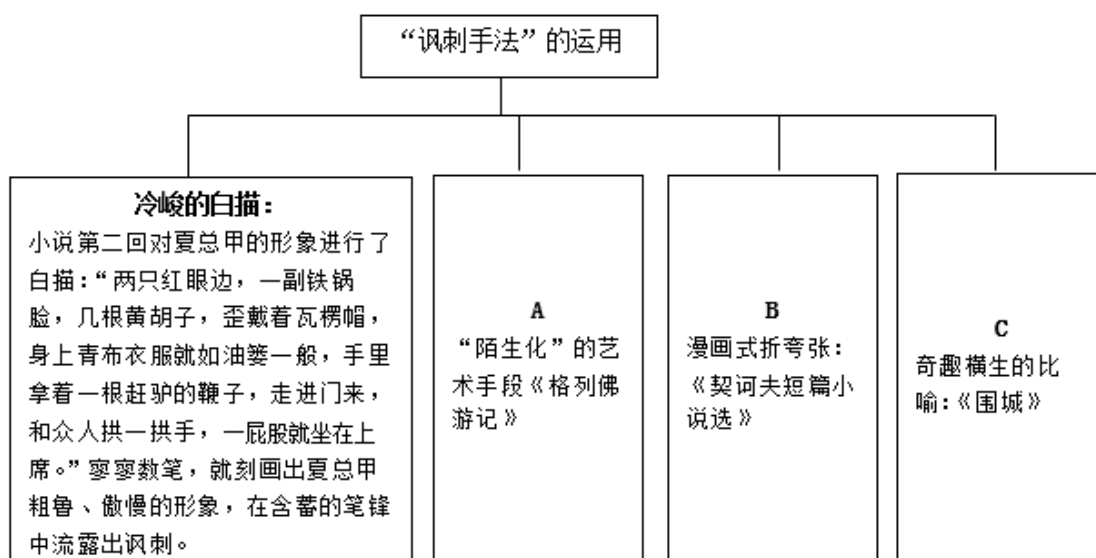 “讽刺手法”的运用
冷峻的白描：
小说第二回对夏总甲的形象进行了
白描：“两只红眼边，一副铁锅
脸，几根黄胡子，歪戴着瓦楞帽，
身上青布衣服就如油篓一般，手里
拿着一根赶驴的鞭子，走进门来，
和众人拱一拱手，一屁股就坐在上
席。”寥寥数笔，就刻画出夏总甲
粗鲁、傲慢的形象，在含蓄的笔锋
中流露出讽刺。
A
“陌生化”的艺
术手段《格列佛
游记》
B
漫画式折夸张：
《契诃夫短篇小
说选》
C
奇趣横生的比
喻：《围城》